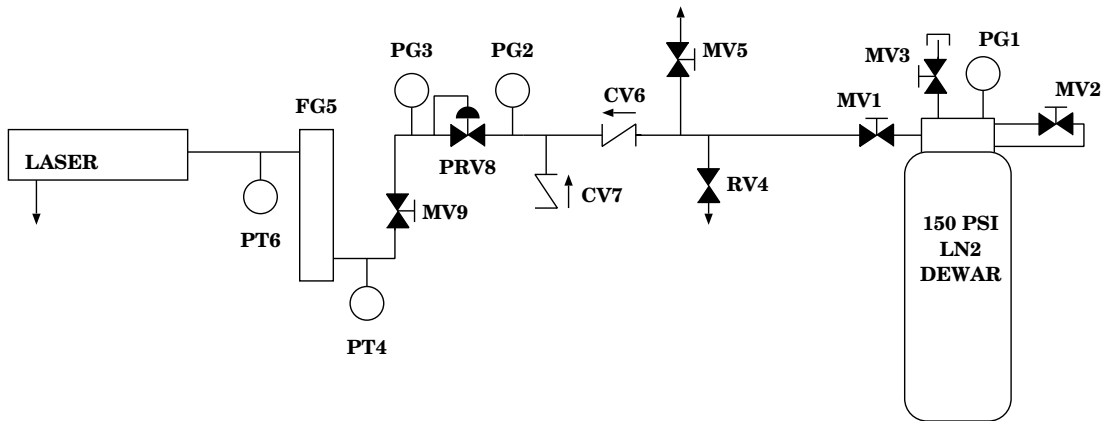 PG3
PG2
MV5
MV3
PG1
MV2
FG5
CV6
MV1
LASER
PRV8
CV7
RV4
MV9
PT6
150 PSI
LN2
DEWAR
PT4